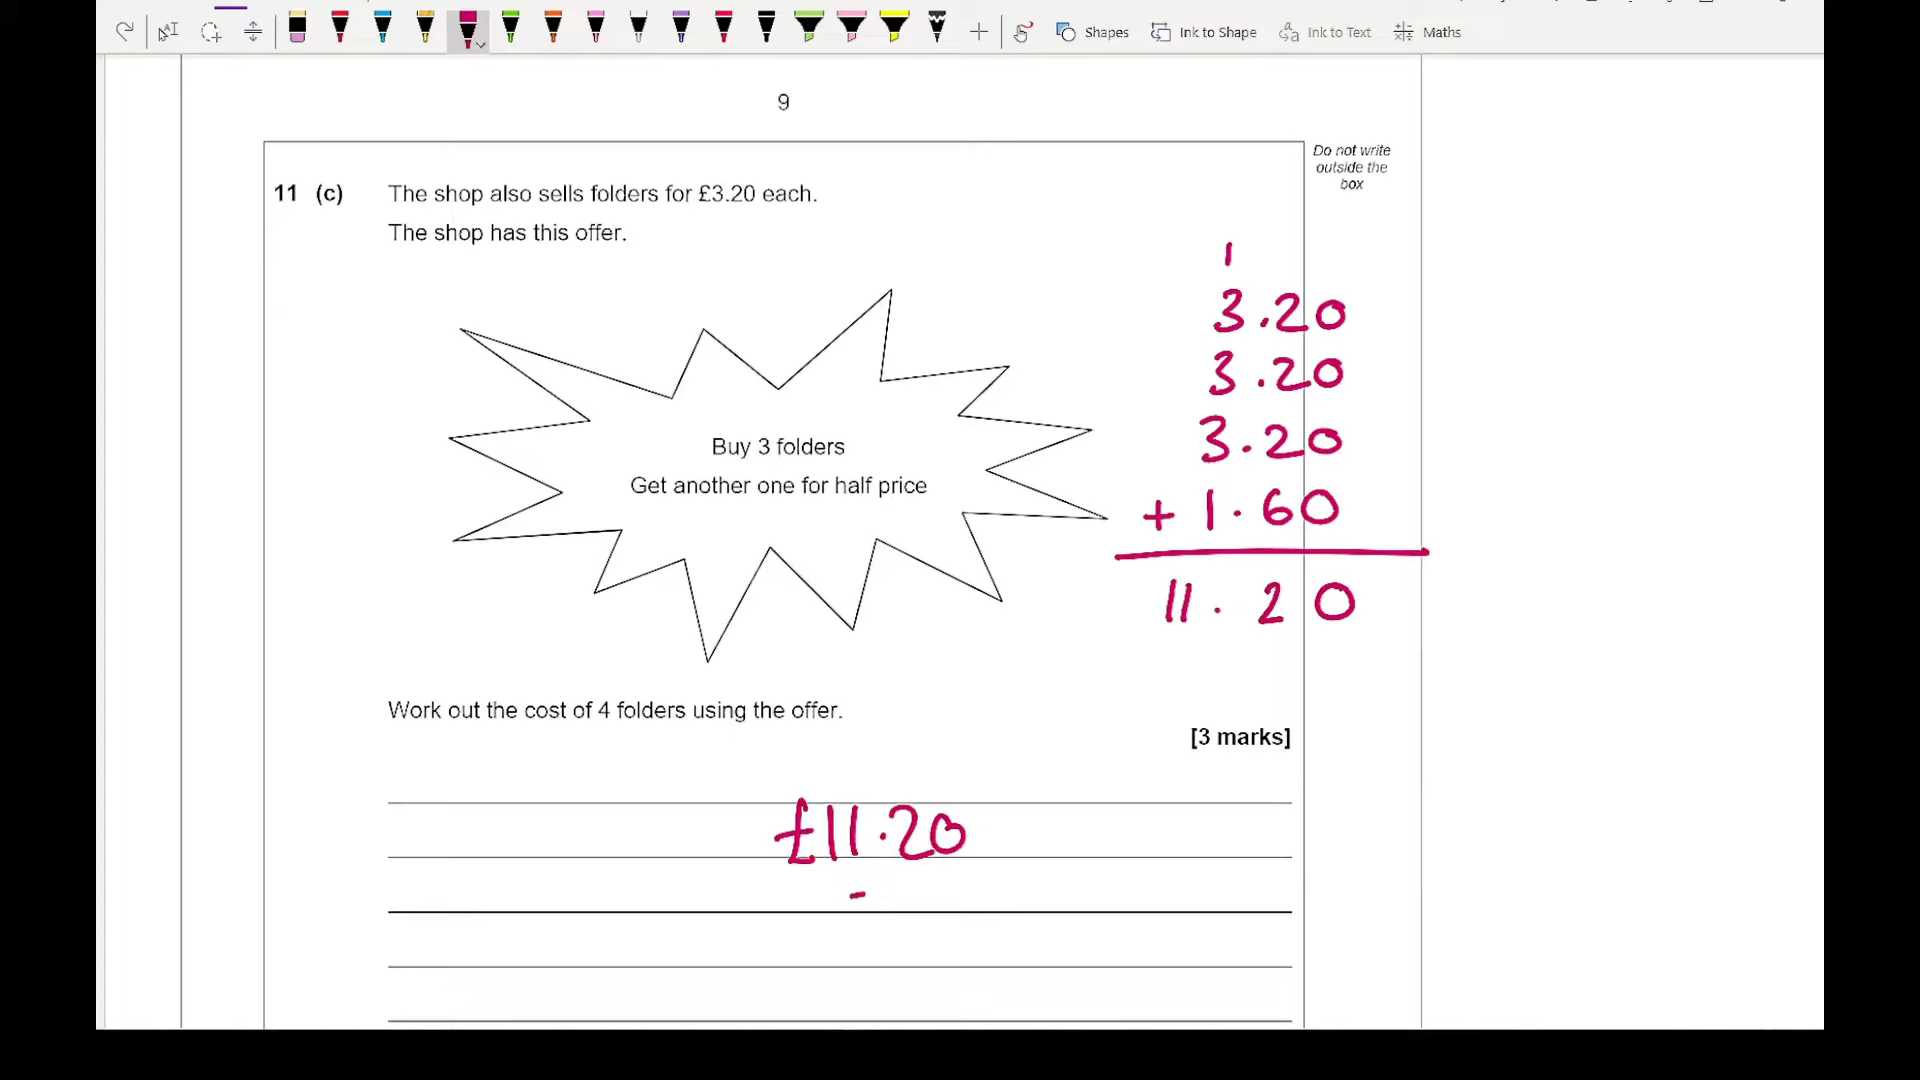 Shapes
Ink to Shape
Ink to Text
Maths
9
Do not write
outside the
box
11 (c) The shop also sells folders for £3.20 each.
The shop has this offer.
1
3.20
3.20
3.20
+ 1.60
11.20
Buy 3 folders
Get another one for half price
Work out the cost of 4 folders using the offer.
[3 marks]
£11.20